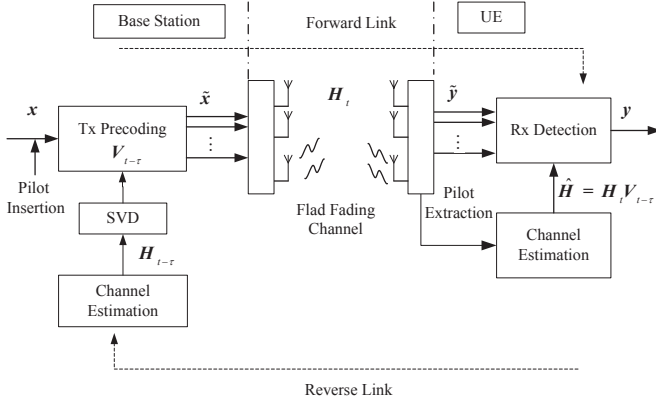 Base Station
Forward Link
UE
x
x̃
H_t
ỹ
y
Tx Precoding
V_{t−τ}
Rx Detection
Pilot
Insertion
SVD
Flad Fading
Channel
Pilot
Extraction
Ĥ = H_t V_{t−τ}
H_{t−τ}
Channel
Estimation
Channel
Estimation
Reverse Link